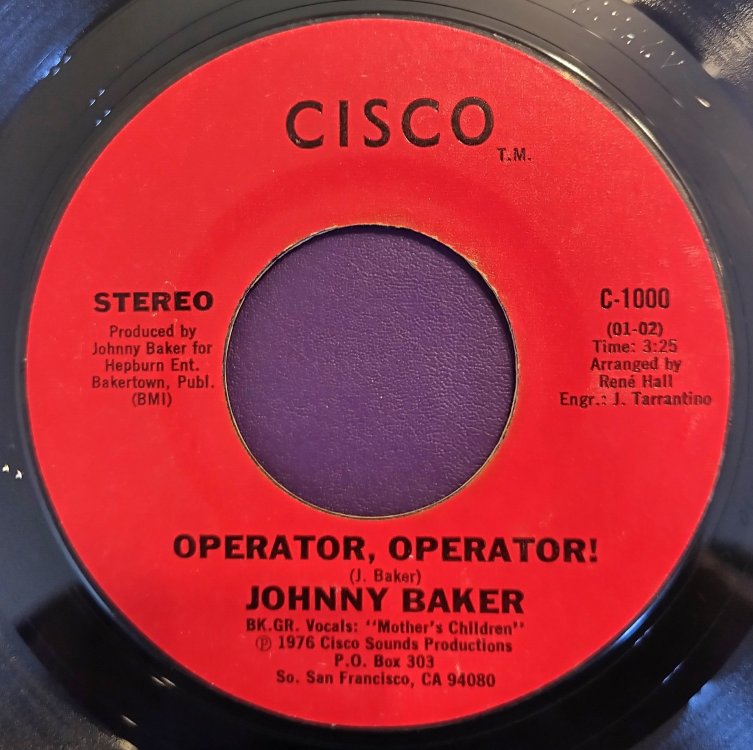 CISCO
T.M.
STEREO
Produced by
Johnny Baker for
Hepburn Ent.
Bakertown, Publ.
(BMI)
C-1000
(01-02)
Time: 3:25
Arranged by
René Hall
Engr.: J. Tarrantino
OPERATOR, OPERATOR!
(J. Baker)
JOHNNY BAKER
BK.GR. Vocals: "Mother's Children"
℗ 1976 Cisco Sounds Productions
P.O. Box 303
So. San Francisco, CA 94080